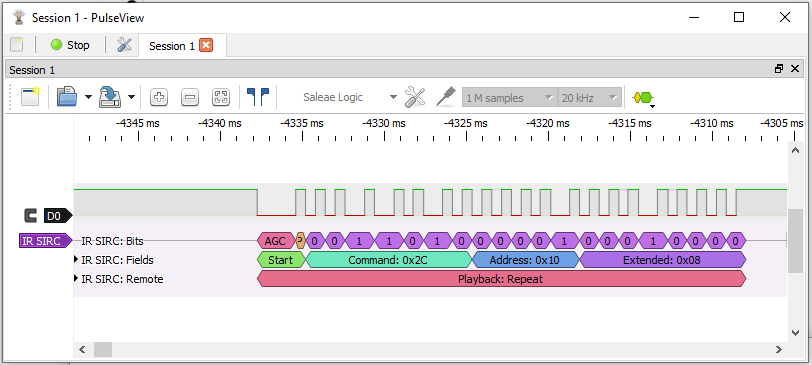 Session 1 - PulseView
Stop
Session 1
Session 1
Saleae Logic
1 M samples
20 kHz
-4345 ms -4340 ms -4335 ms -4330 ms -4325 ms -4320 ms -4315 ms -4310 ms -4305 ms
D0
IR SIRC IR SIRC: Bits AGC P 0 0 1 1 0 1 0 0 0 0 1 0 0 0 1 0 0 0 0
IR SIRC: Fields Start Command: 0x2C Address: 0x10 Extended: 0x08
IR SIRC: Remote Playback: Repeat